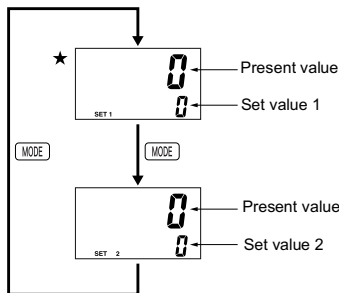 ★
0
Present value
0
Set value 1
SET 1
MODE
MODE
0
Present value
0
Set value 2
SET 2